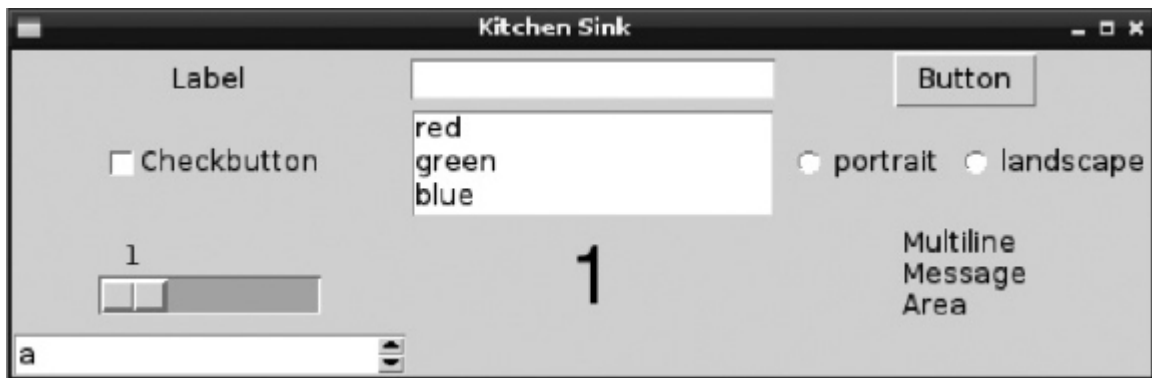 Kitchen Sink
Label
Button
red
green
blue
Checkbutton
portrait
landscape
1
1
Multiline
Message
Area
a